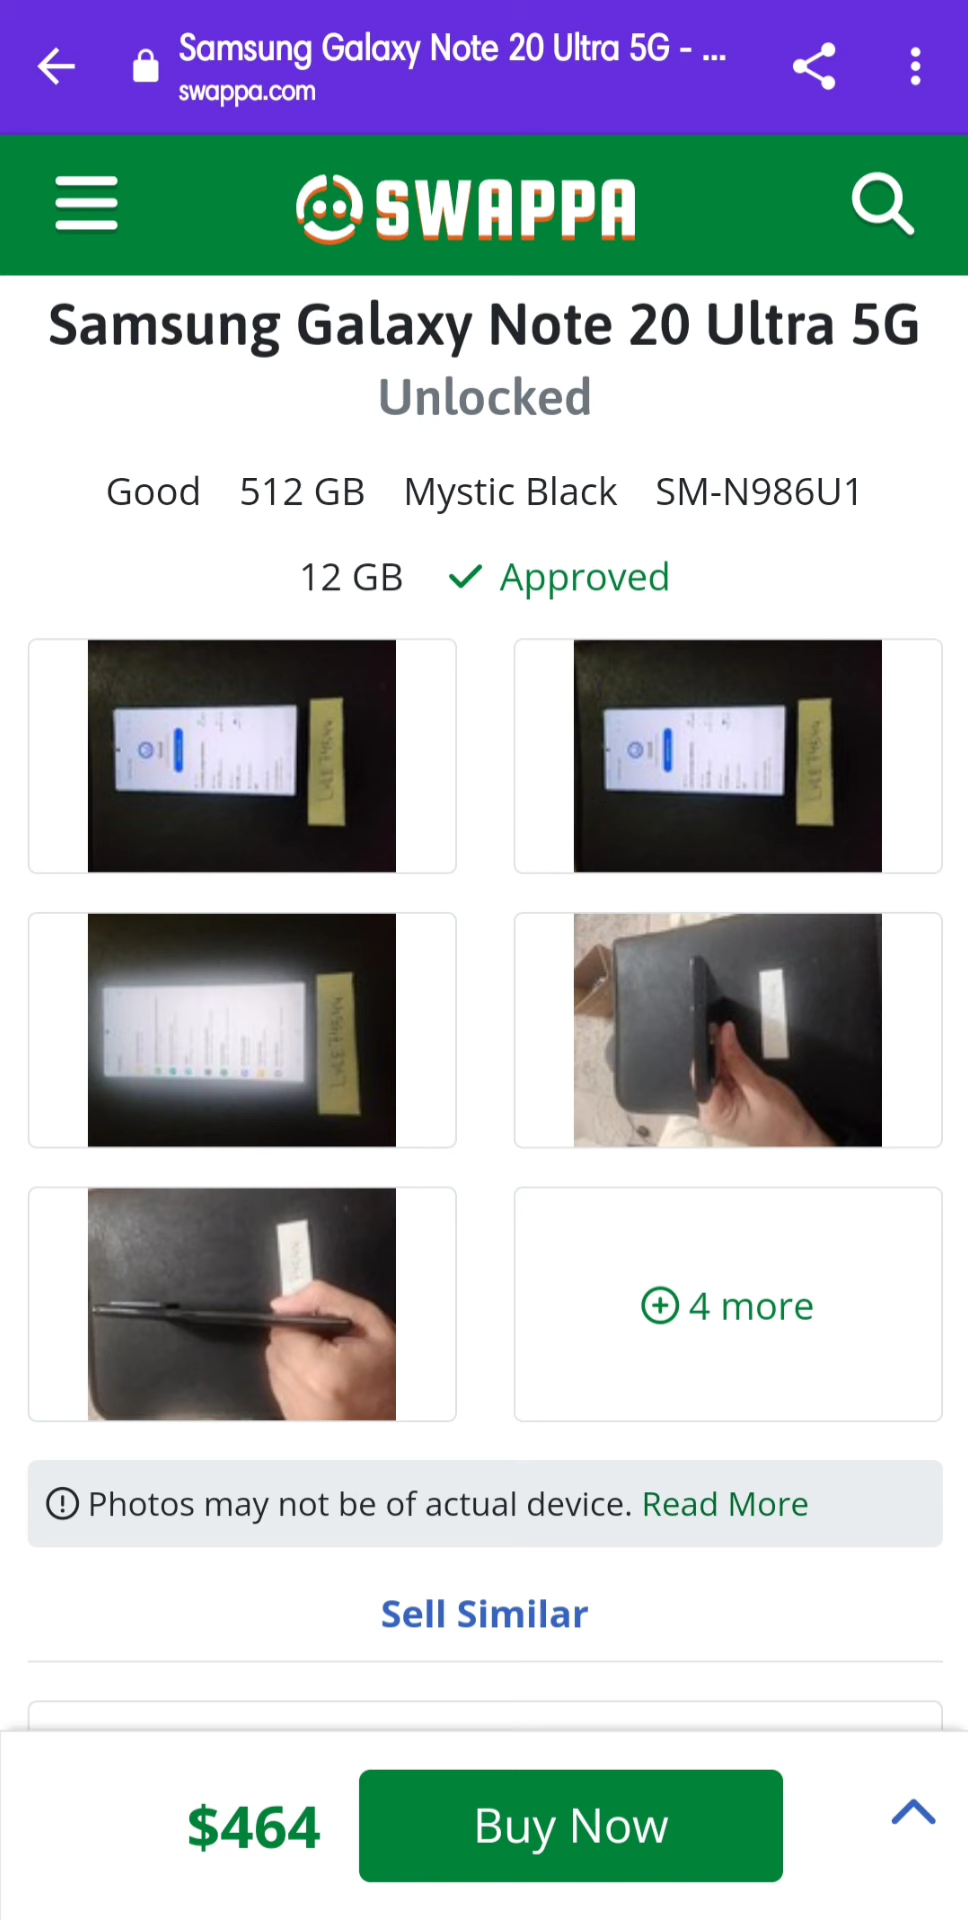 Samsung Galaxy Note 20 Ultra 5G - ...
swappa.com
SWAPPA
Samsung Galaxy Note 20 Ultra 5G
Unlocked
Good 512 GB Mystic Black SM-N986U1
12 GB Approved
4 more
Photos may not be of actual device. Read More
Sell Similar
$464 Buy Now